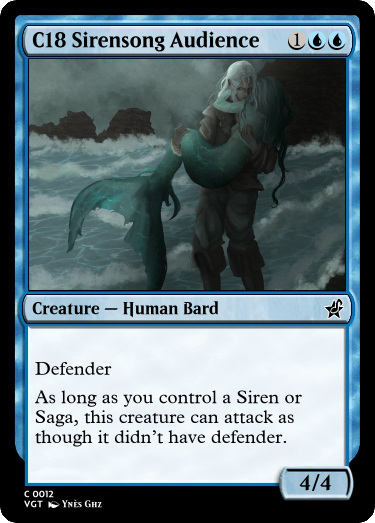 C18 Sirensong Audience 1
Creature — Human Bard
Defender
As long as you control a Siren or
Saga, this creature can attack as
though it didn't have defender.
4/4
C 0012
VGT Ynès Ghz